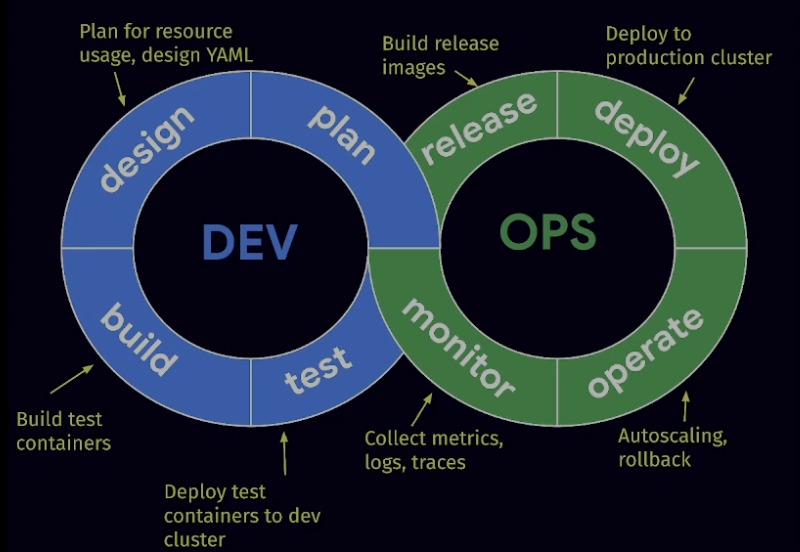 Plan for resource
usage, design YAML
Build release
images
Deploy to
production cluster
design
plan
release
deploy
DEV
OPS
build
test
monitor
operate
Build test
containers
Deploy test
containers to dev
cluster
Collect metrics,
logs, traces
Autoscaling,
rollback